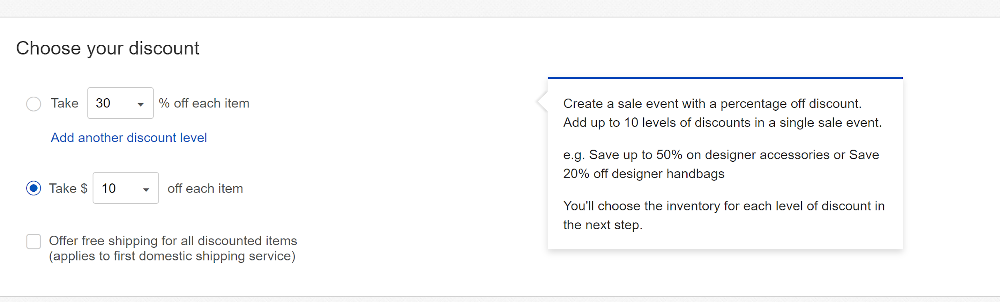 Choose your discount
Take 30 % off each item
Add another discount level
Take $ 10 off each item
Offer free shipping for all discounted items
(applies to first domestic shipping service)
Create a sale event with a percentage off discount.
Add up to 10 levels of discounts in a single sale event.
e.g. Save up to 50% on designer accessories or Save
20% off designer handbags
You'll choose the inventory for each level of discount in
the next step.